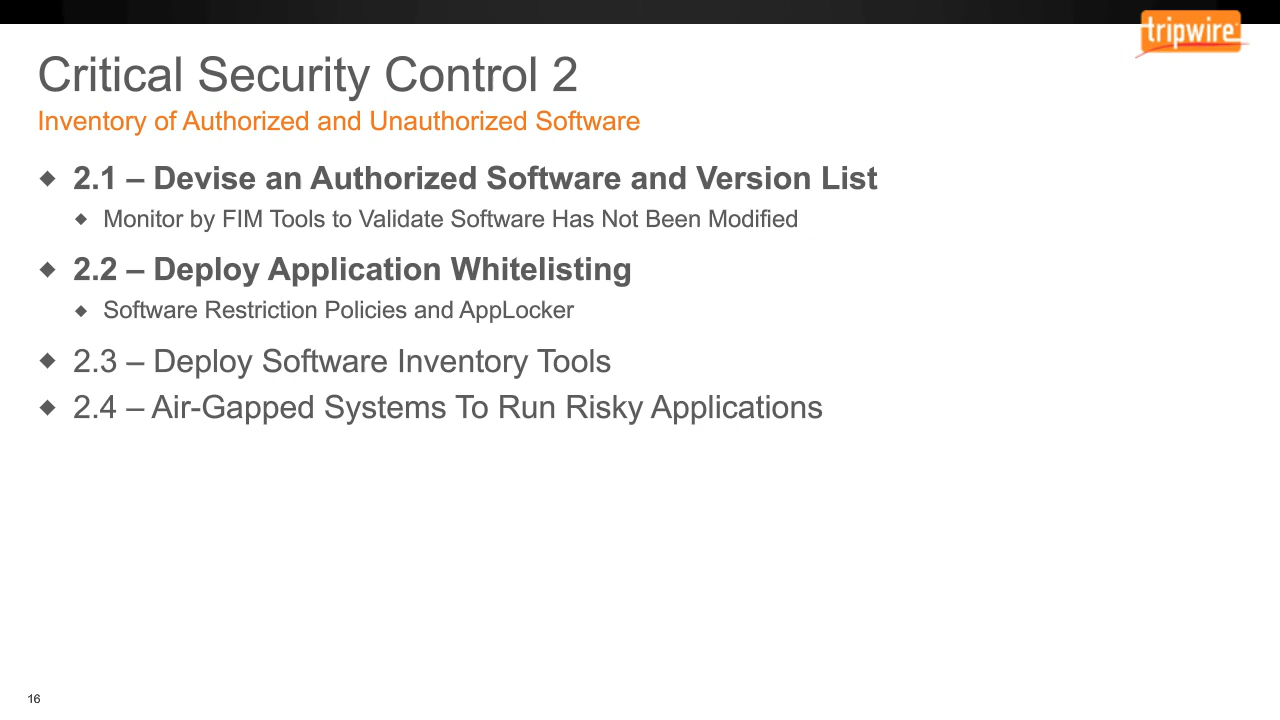 tripwire
Critical Security Control 2
Inventory of Authorized and Unauthorized Software
2.1 – Devise an Authorized Software and Version List
Monitor by FIM Tools to Validate Software Has Not Been Modified
2.2 – Deploy Application Whitelisting
Software Restriction Policies and AppLocker
2.3 – Deploy Software Inventory Tools
2.4 – Air-Gapped Systems To Run Risky Applications
16